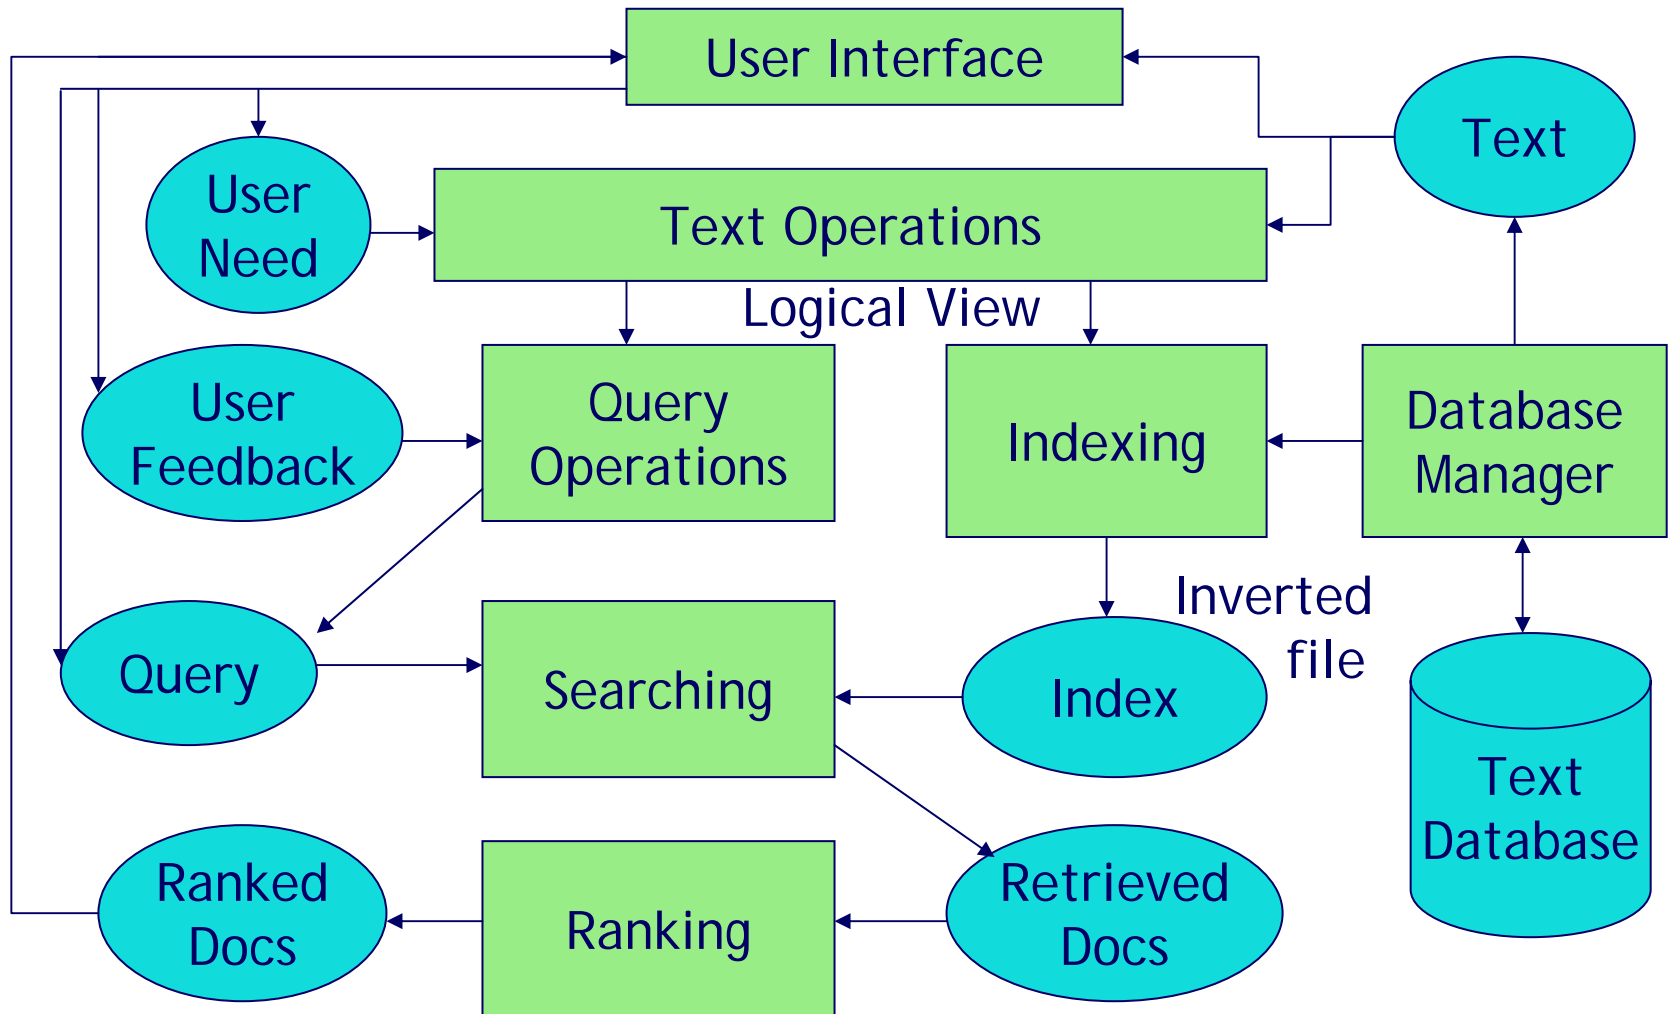 User Interface
Text
User
Need
Text Operations
Logical View
User
Feedback
Query
Operations
Indexing
Database
Manager
Inverted
file
Query
Searching
Index
Text
Database
Ranked
Docs
Ranking
Retrieved
Docs